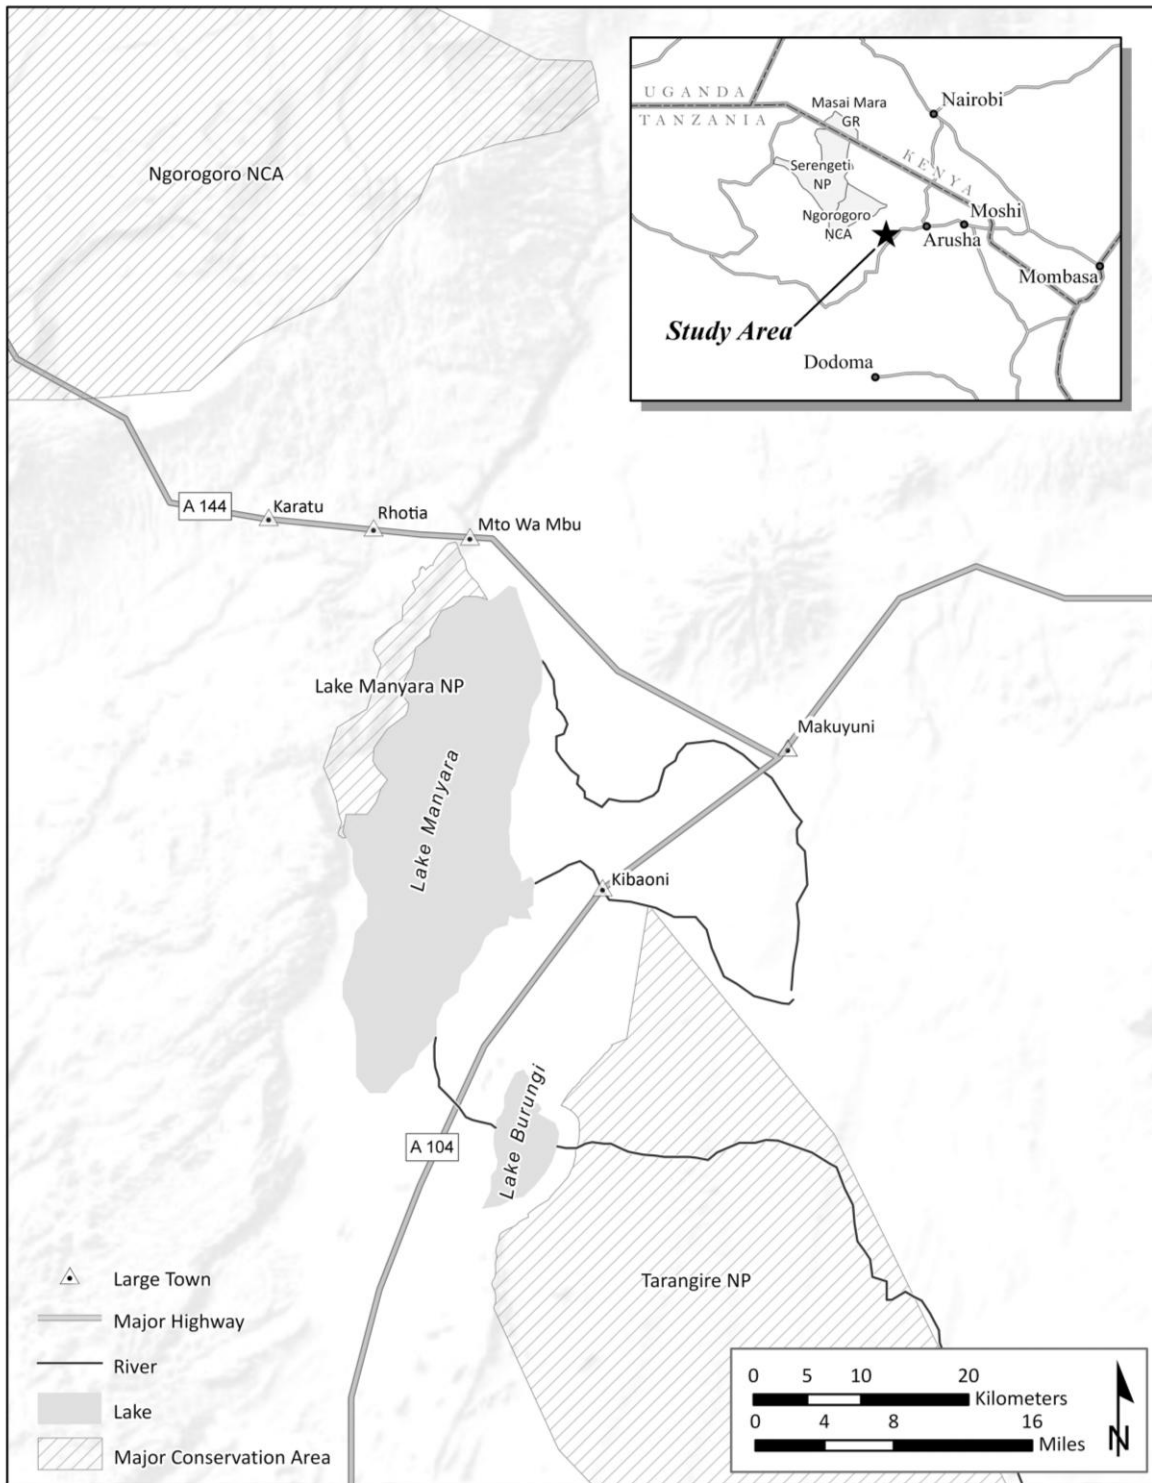 UGANDA
TANZANIA
Masai Mara
GR
Nairobi
KENYA
Serengeti
NP
Ngorogoro
NCA
Moshi
Arusha
Mombasa
Study Area
Dodoma
Ngorogoro NCA
A 144
Karatu
Rhotia
Mto Wa Mbu
Lake Manyara NP
Makuyuni
Lake Manyara
Kibaoni
Lake Burungi
A 104
Tarangire NP
Large Town
Major Highway
River
Lake
Major Conservation Area
0 5 10 20
Kilometers
0 4 8 16
Miles
N